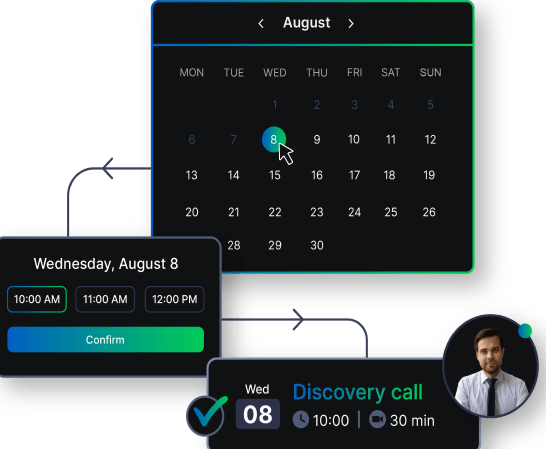 August
MON TUE WED THU FRI SAT SUN
1 2 3 4 5
6 7 8 9 10 11 12
13 14 15 16 17 18 19
20 21 22 23 24 25 26
28 29 30
Wednesday, August 8
10:00 AM 11:00 AM 12:00 PM
Confirm
Wed
08
Discovery call
10:00 | 30 min